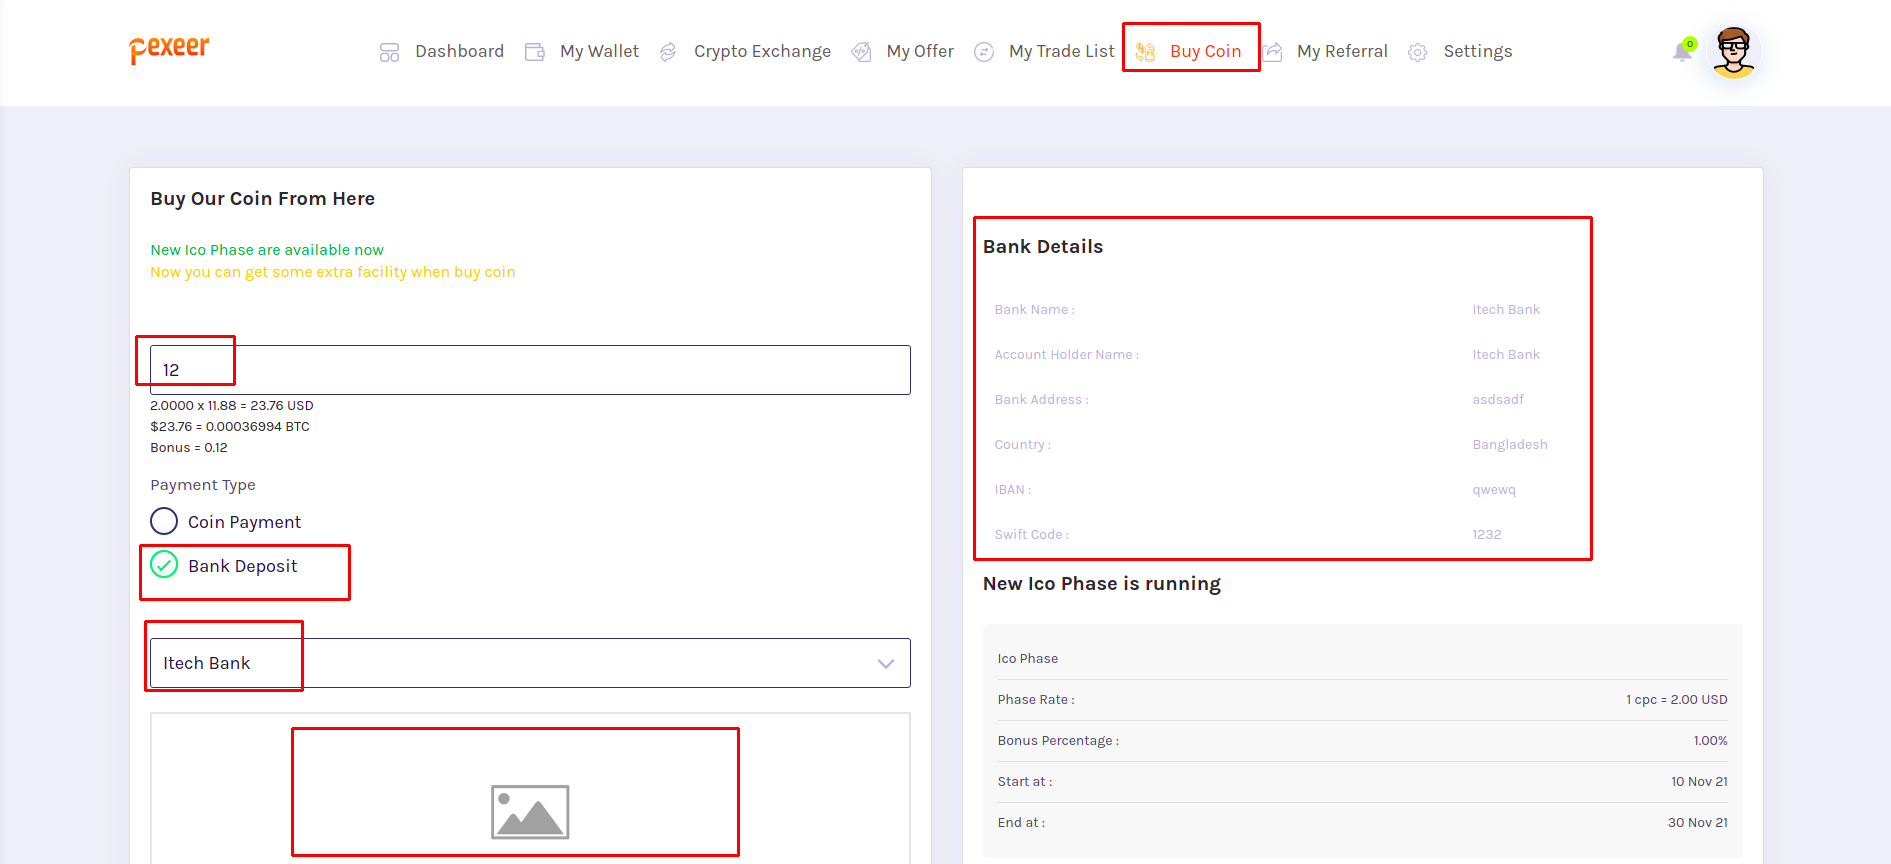 pexeer
Dashboard
My Wallet
Crypto Exchange
My Offer
My Trade List
Buy Coin
My Referral
Settings
0
Buy Our Coin From Here
New Ico Phase are available now
Now you can get some extra facility when buy coin
12
2.0000 x 11.88 = 23.76 USD
$23.76 = 0.00036994 BTC
Bonus = 0.12
Payment Type
Coin Payment
Bank Deposit
Itech Bank
Bank Details
Bank Name : Itech Bank
Account Holder Name : Itech Bank
Bank Address : asdsadf
Country : Bangladesh
IBAN : qwewq
Swift Code : 1232
New Ico Phase is running
Ico Phase
Phase Rate : 1 cpc = 2.00 USD
Bonus Percentage : 1.00%
Start at : 10 Nov 21
End at : 30 Nov 21